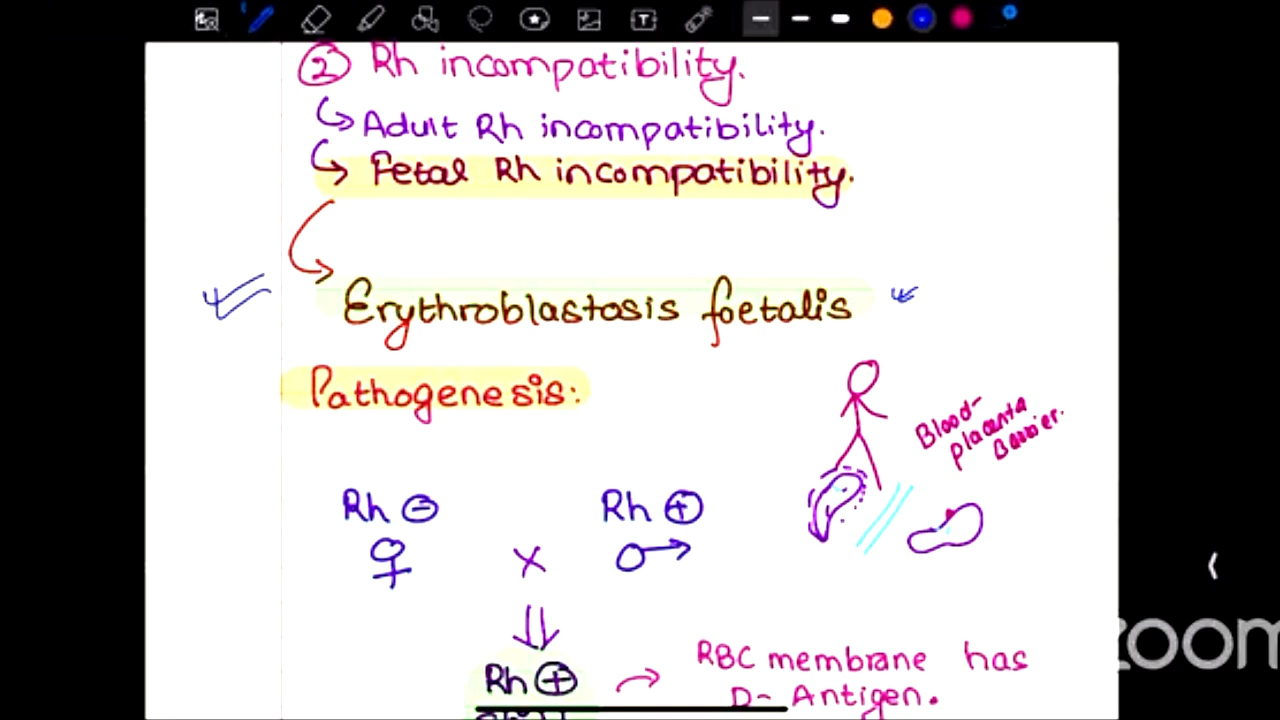 ② Rh incompatibility.
↳ Adult Rh incompatibility.
↳ Fetal Rh incompatibility.
Erythroblastosis foetalis
Pathogenesis:
Blood-
placenta
Barrier.
Rh ⊖ Rh ⊕
♀ x ♂
Rh ⊕ → RBC membrane has
D- Antigen.
zoom